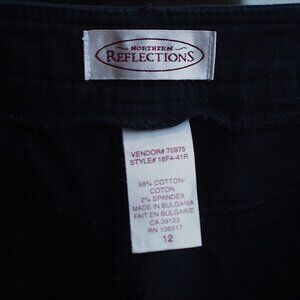 NORTHERN
REFLECTIONS
VENDOR# 70975
STYLE# 16F4-41R
98% COTTON/
COTON
2% SPANDEX
MADE IN BULGARIA
FAIT EN BULGARIE
CA 39123
RN 106517
12